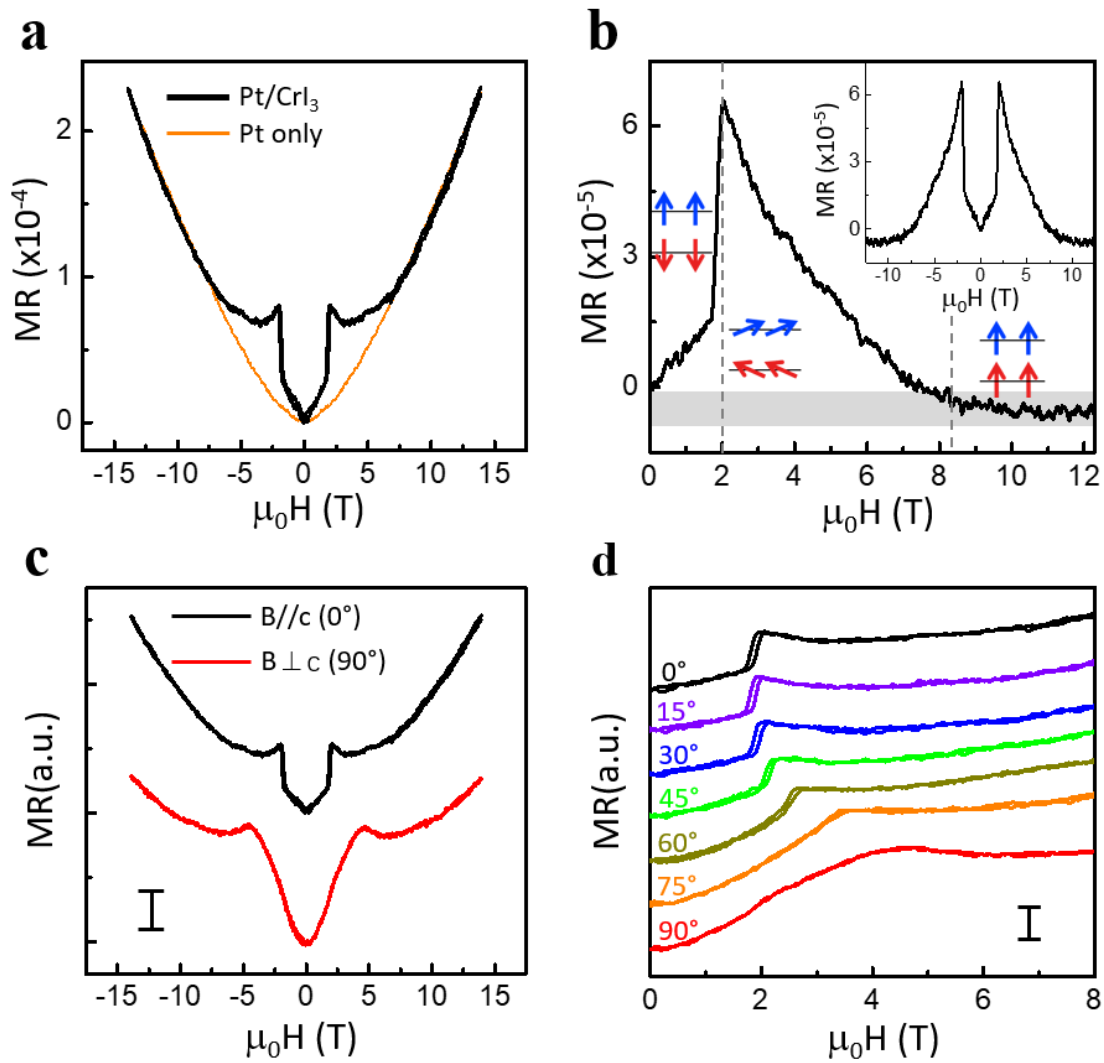 a
Pt/CrI₃
Pt only
MR (x10⁻⁴)
2
1
0
-15 -10 -5 0 5 10 15
μ₀H (T)
b
MR (x10⁻⁵)
6
3
0
0 2 4 6 8 10 12
μ₀H (T)
MR (x10⁻⁵)
6
3
0
-10 -5 0 5 10
μ₀H (T)
c
B//c (0°)
B⊥c (90°)
MR(a.u.)
-15 -10 -5 0 5 10 15
μ₀H (T)
d
MR(a.u.)
0°
15°
30°
45°
60°
75°
90°
0 2 4 6 8
μ₀H (T)